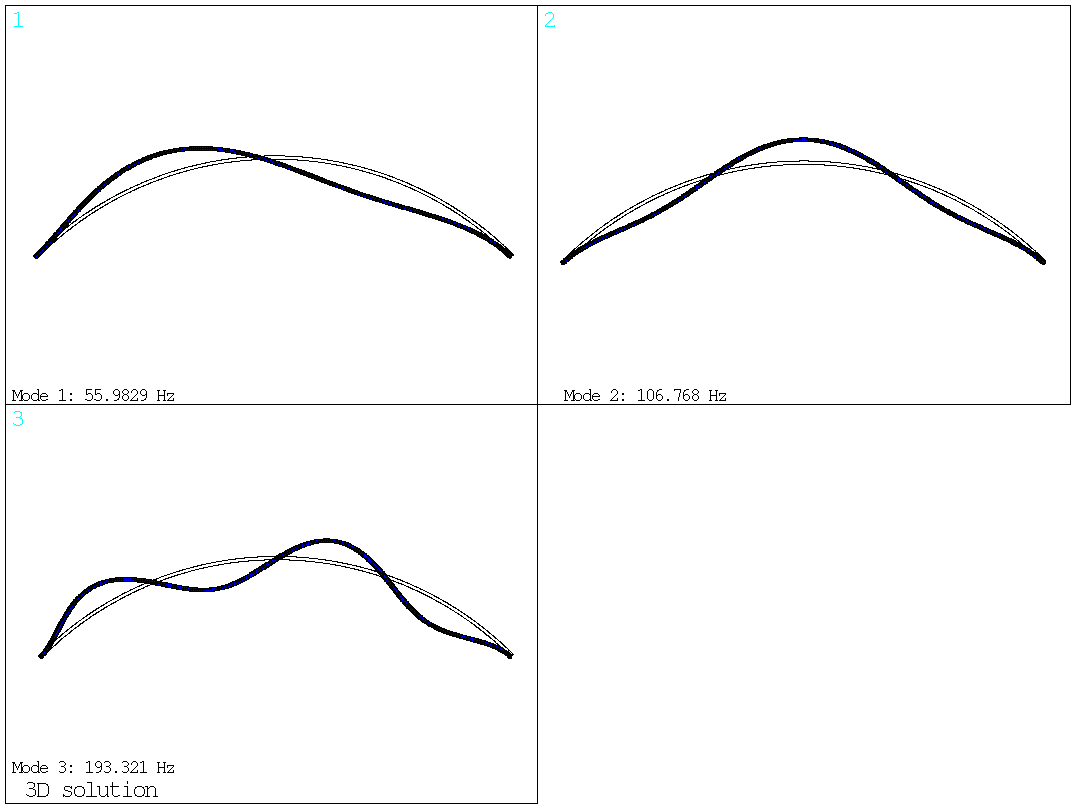 1
Mode 1: 55.9829 Hz
2
Mode 2: 106.768 Hz
3
Mode 3: 193.321 Hz
3D solution